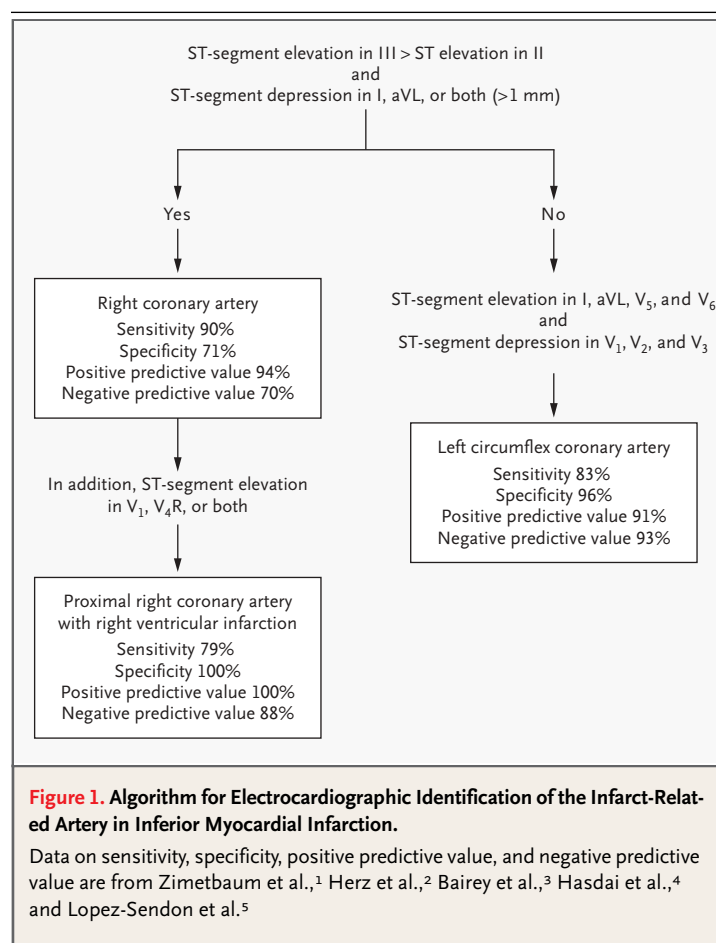 ST-segment elevation in III > ST elevation in II
and
ST-segment depression in I, aVL, or both (>1 mm)
Yes
No
Right coronary artery
Sensitivity 90%
Specificity 71%
Positive predictive value 94%
Negative predictive value 70%
ST-segment elevation in I, aVL, V₅, and V₆
and
ST-segment depression in V₁, V₂, and V₃
In addition, ST-segment elevation
in V₁, V₄R, or both
Left circumflex coronary artery
Sensitivity 83%
Specificity 96%
Positive predictive value 91%
Negative predictive value 93%
Proximal right coronary artery
with right ventricular infarction
Sensitivity 79%
Specificity 100%
Positive predictive value 100%
Negative predictive value 88%
Figure 1. Algorithm for Electrocardiographic Identification of the Infarct-Relat-
ed Artery in Inferior Myocardial Infarction.
Data on sensitivity, specificity, positive predictive value, and negative predictive
value are from Zimetbaum et al.,¹ Herz et al.,² Bairey et al.,³ Hasdai et al.,⁴
and Lopez-Sendon et al.⁵